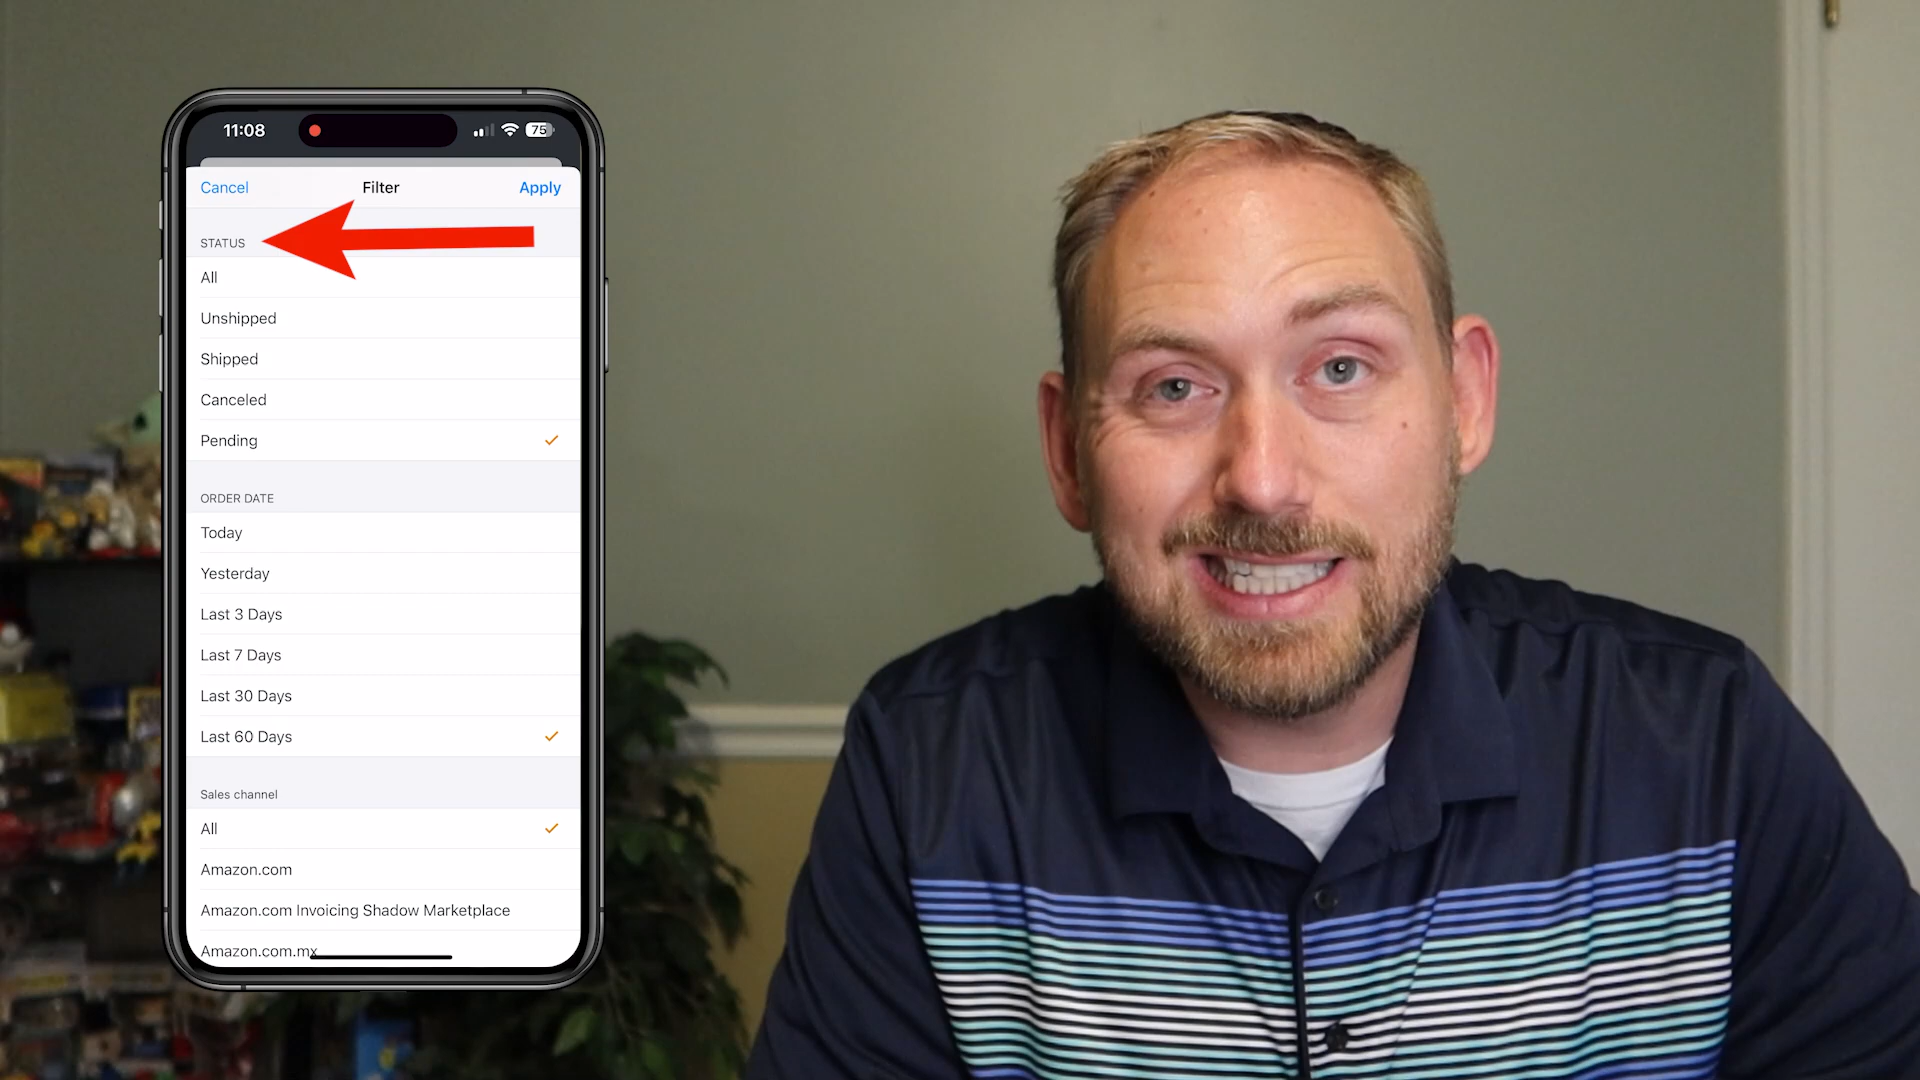 11:08
75
Cancel
Filter
Apply
STATUS
All
Unshipped
Shipped
Canceled
Pending
ORDER DATE
Today
Yesterday
Last 3 Days
Last 7 Days
Last 30 Days
Last 60 Days
Sales channel
All
Amazon.com
Amazon.com Invoicing Shadow Marketplace
Amazon.com.mx